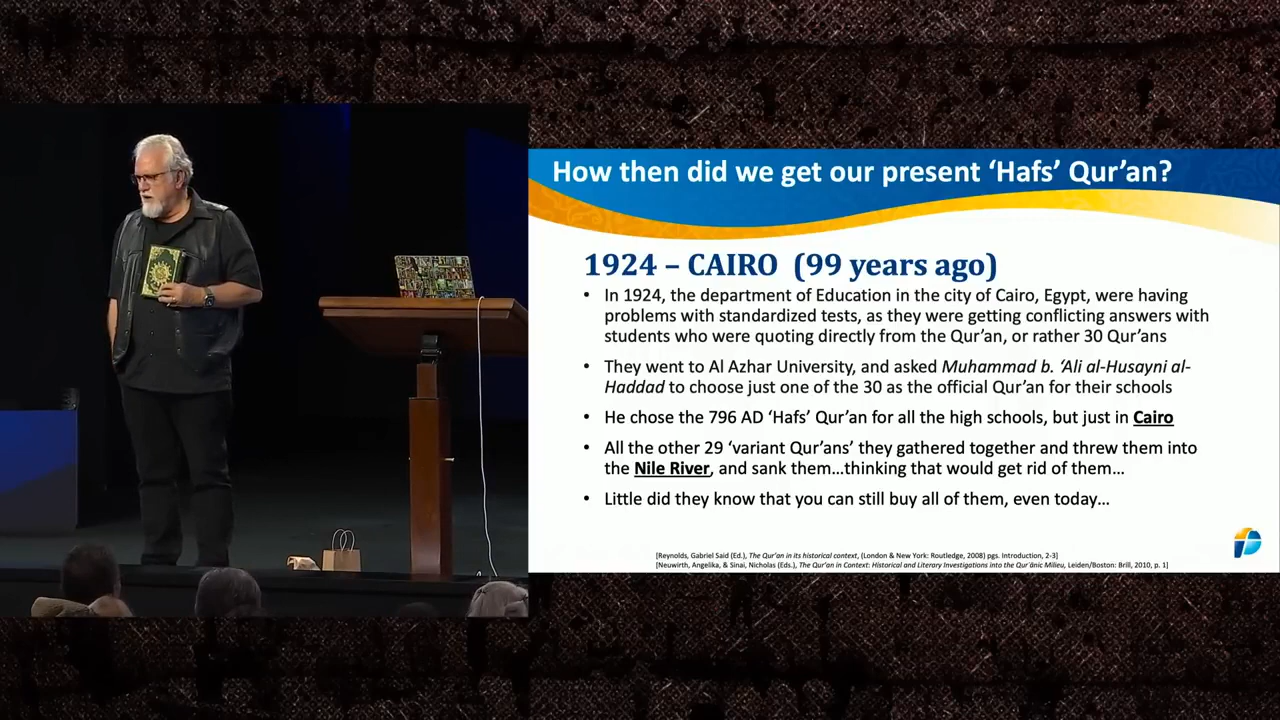 How then did we get our present ‘Hafs’ Qur’an?
1924 – CAIRO (99 years ago)
• In 1924, the department of Education in the city of Cairo, Egypt, were having
problems with standardized tests, as they were getting conflicting answers with
students who were quoting directly from the Qur’an, or rather 30 Qur’ans
• They went to Al Azhar University, and asked Muhammad b. ‘Ali al-Husayni al-
Haddad to choose just one of the 30 as the official Qur’an for their schools
• He chose the 796 AD ‘Hafs’ Qur’an for all the high schools, but just in Cairo
• All the other 29 ‘variant Qur’ans’ they gathered together and threw them into
the Nile River, and sank them…thinking that would get rid of them…
• Little did they know that you can still buy all of them, even today…
[Reynolds, Gabriel Said (Ed.), The Qur’an in its historical context, (London & New York: Routledge, 2008) pgs. Introduction, 2-3]
[Neuwirth, Angelika, & Sinai, Nicholas (Eds.), The Qur’an in Context: Historical and Literary Investigations into the Qur’ānic Milieu, Leiden/Boston: Brill, 2010, p. 1]